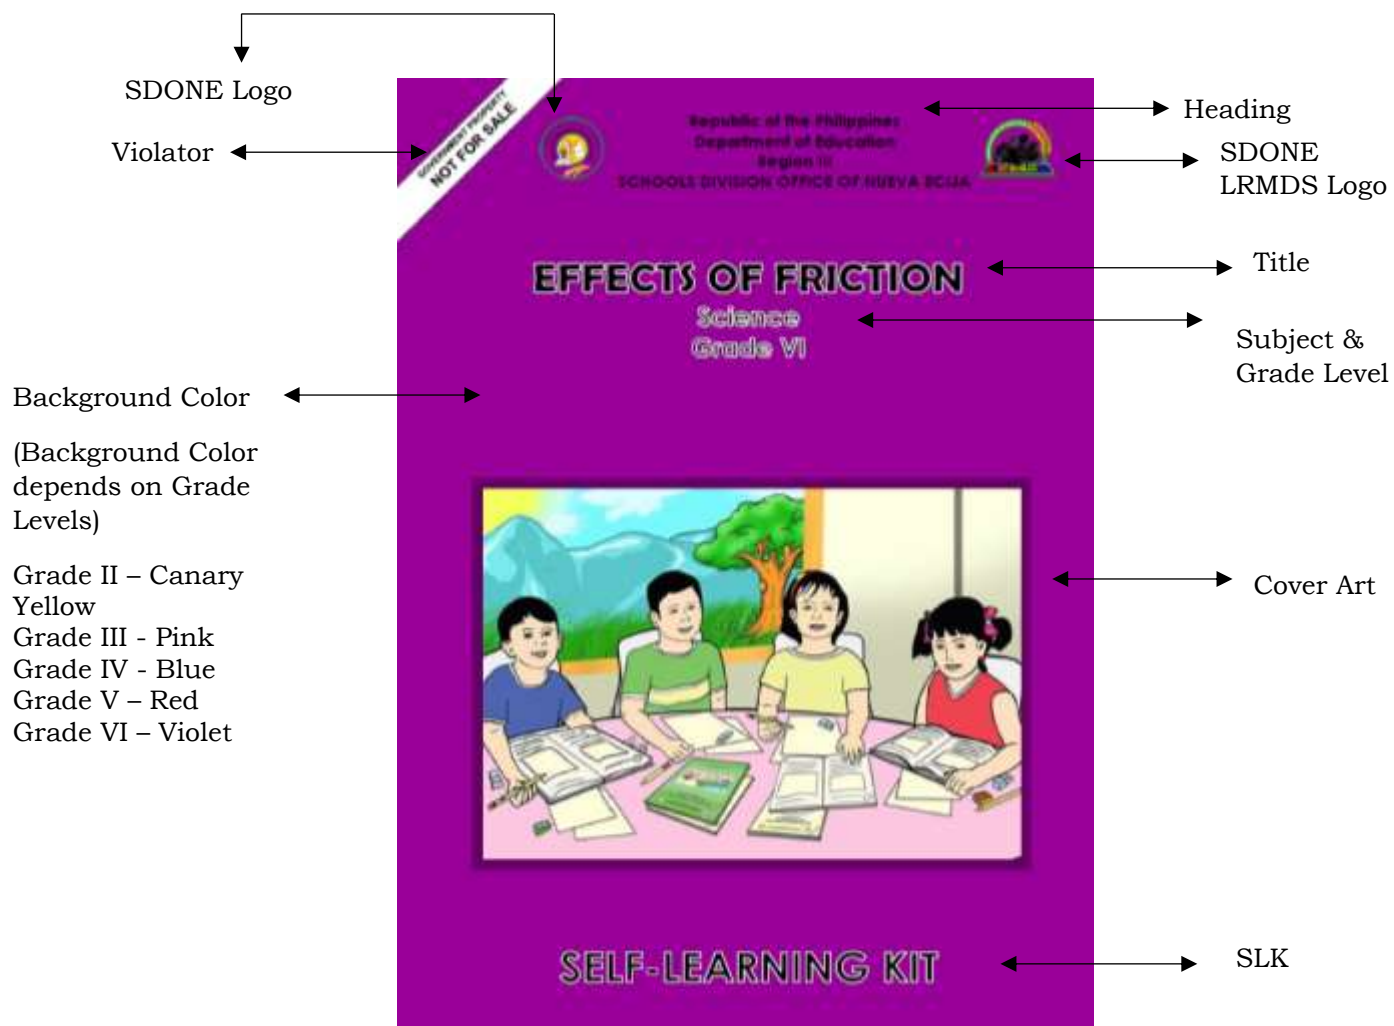 SDONE Logo
Violator
Background Color
(Background Color
depends on Grade
Levels)
Grade II – Canary
Yellow
Grade III - Pink
Grade IV - Blue
Grade V – Red
Grade VI – Violet
GOVERNMENT PROPERTY
NOT FOR SALE
Republic of the Philippines
Department of Education
Region III
SCHOOLS DIVISION OFFICE OF NUEVA ECIJA
EFFECTS OF FRICTION
Science
Grade VI
SELF-LEARNING KIT
Heading
SDONE
LRMDS Logo
Title
Subject &
Grade Level
Cover Art
SLK